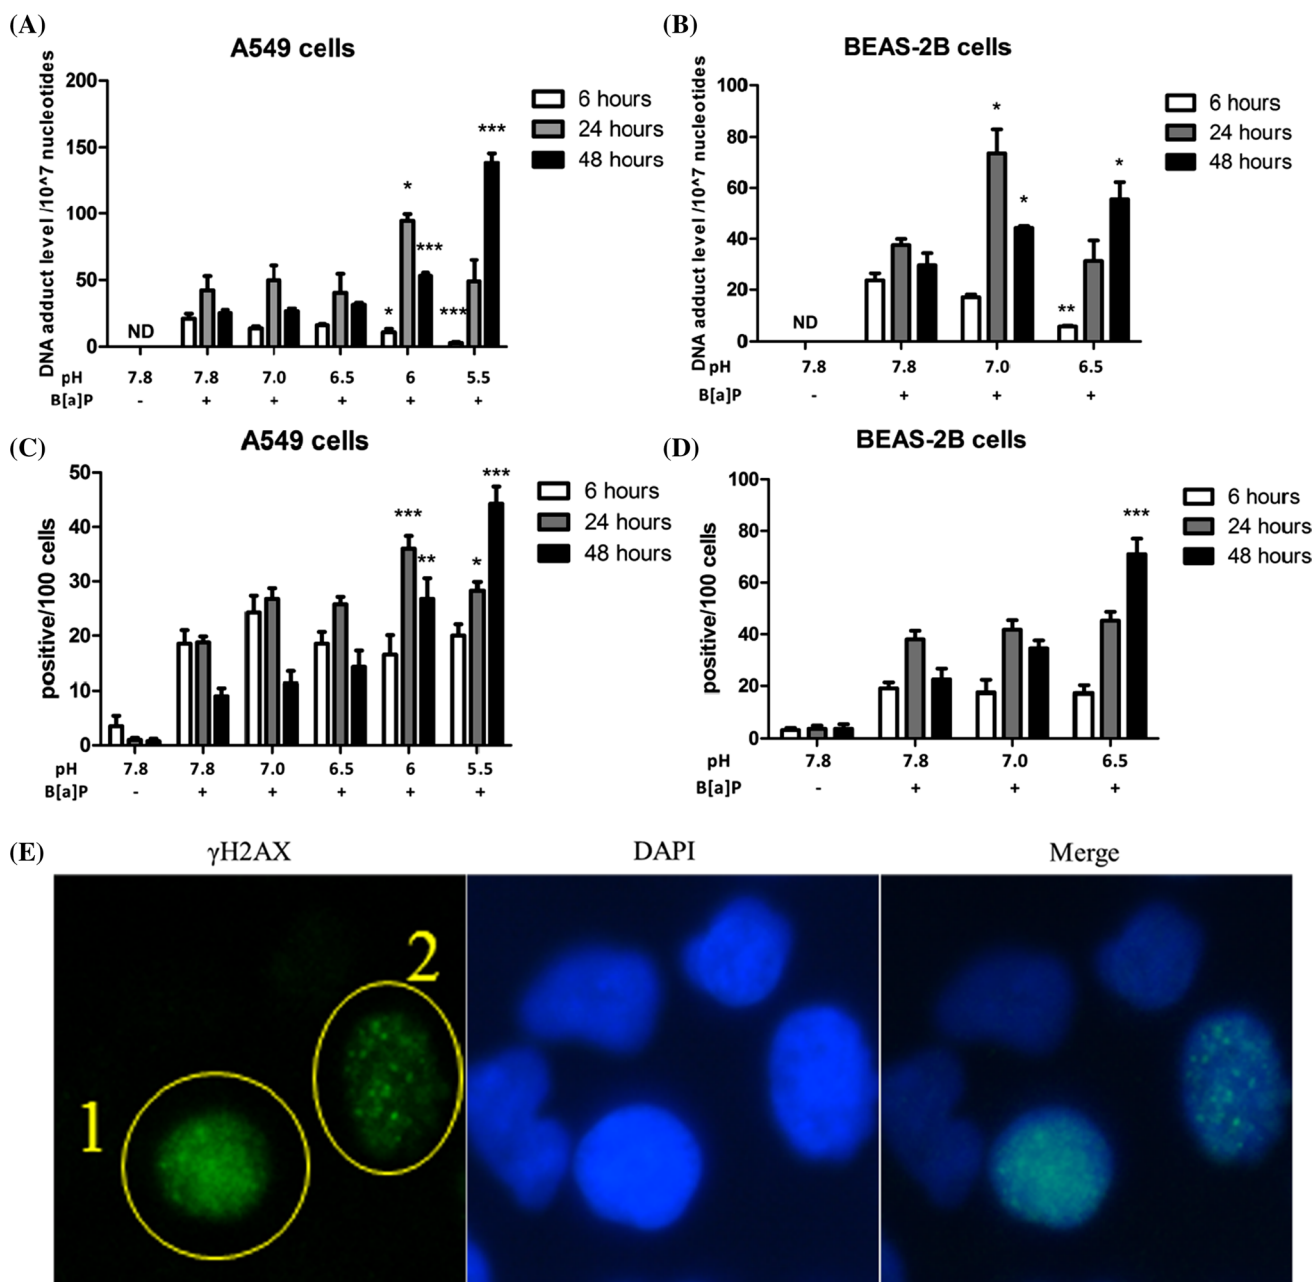 (A)
A549 cells
DNA adduct level /10^7 nucleotides
200
150
100
50
0
ND
*
***
*
***
***
6 hours
24 hours
48 hours
pH 7.8 7.8 7.0 6.5 6 5.5
B[a]P - + + + + +
(B)
BEAS-2B cells
DNA adduct level /10^7 nucleotides
100
80
60
40
20
0
ND
*
*
**
*
6 hours
24 hours
48 hours
pH 7.8 7.8 7.0 6.5
B[a]P - + + +
(C)
A549 cells
positive/100 cells
50
40
30
20
10
0
***
**
*
***
6 hours
24 hours
48 hours
pH 7.8 7.8 7.0 6.5 6 5.5
B[a]P - + + + + +
(D)
BEAS-2B cells
positive/100 cells
100
80
60
40
20
0
***
6 hours
24 hours
48 hours
pH 7.8 7.8 7.0 6.5
B[a]P - + + +
(E)
γH2AX DAPI Merge
2
1